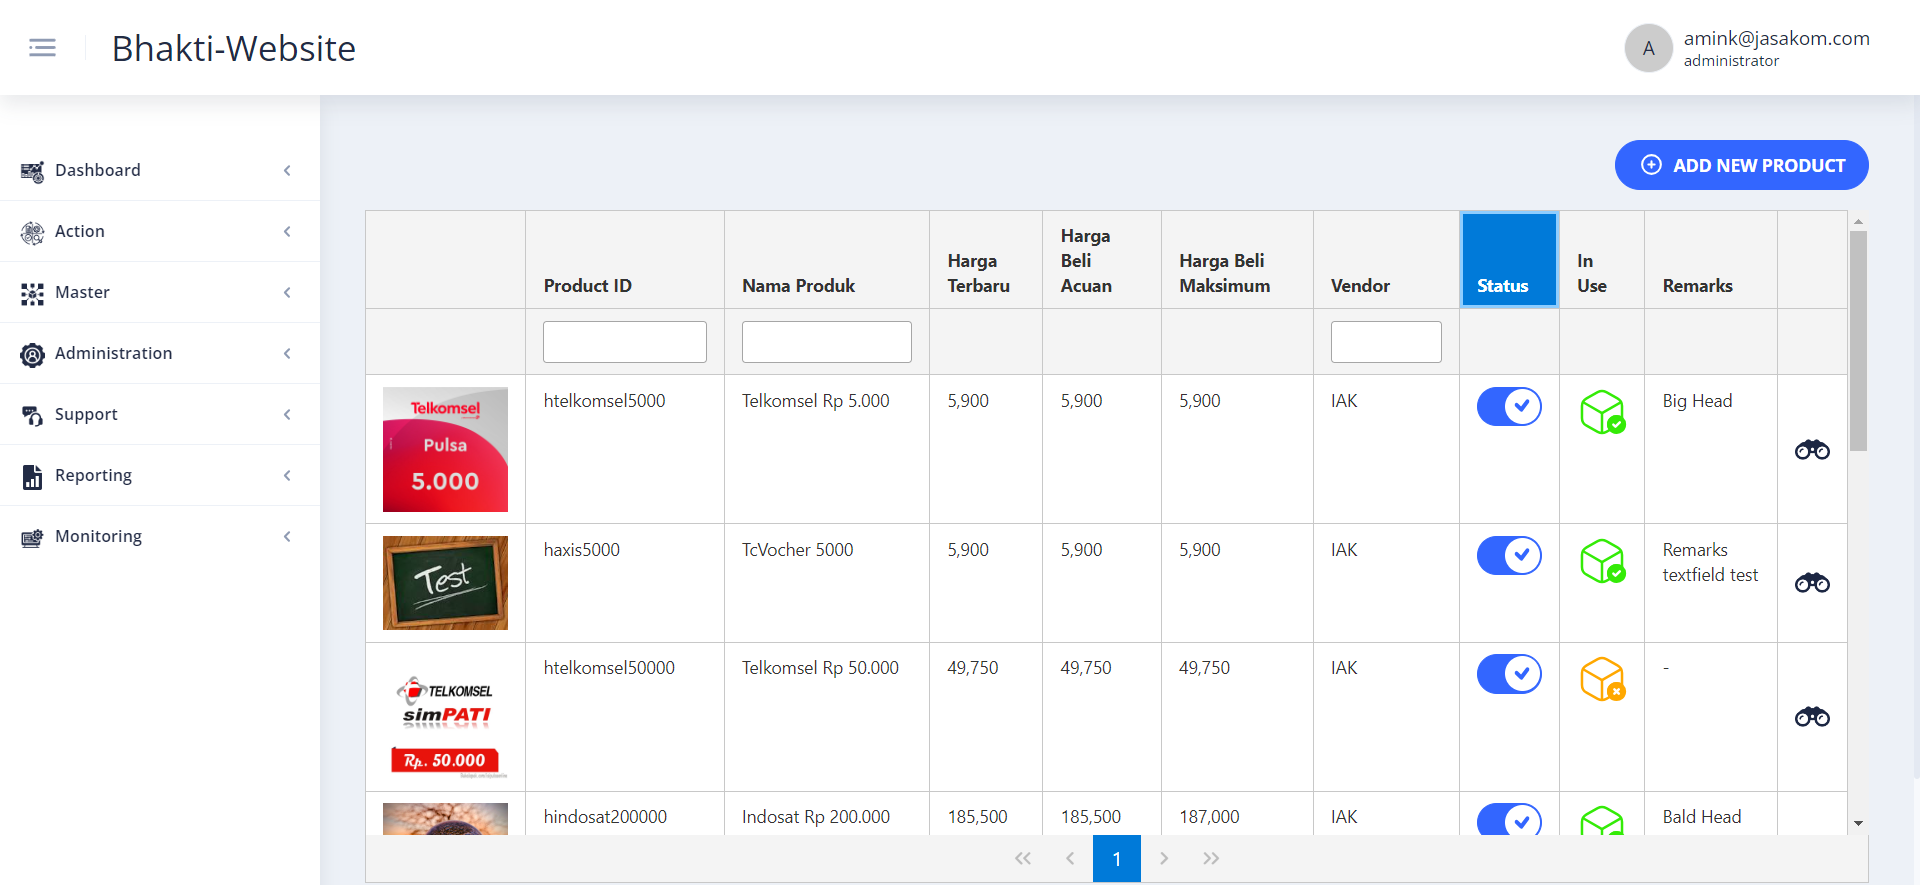 Bhakti-Website
A
amink@jasakom.com
administrator
Dashboard
Action
Master
Administration
Support
Reporting
Monitoring
ADD NEW PRODUCT
Product ID
Nama Produk
Harga
Terbaru
Harga
Beli
Acuan
Harga Beli
Maksimum
Vendor
Status
In
Use
Remarks
Telkomsel
Pulsa
5.000
htelkomsel5000
Telkomsel Rp 5.000
5,900
5,900
5,900
IAK
Big Head
Test
haxis5000
TcVocher 5000
5,900
5,900
5,900
IAK
Remarks
textfield test
TELKOMSEL
simPATI
Rp. 50.000
htelkomsel50000
Telkomsel Rp 50.000
49,750
49,750
49,750
IAK
-
hindosat200000
Indosat Rp 200.000
185,500
185,500
187,000
IAK
Bald Head
1